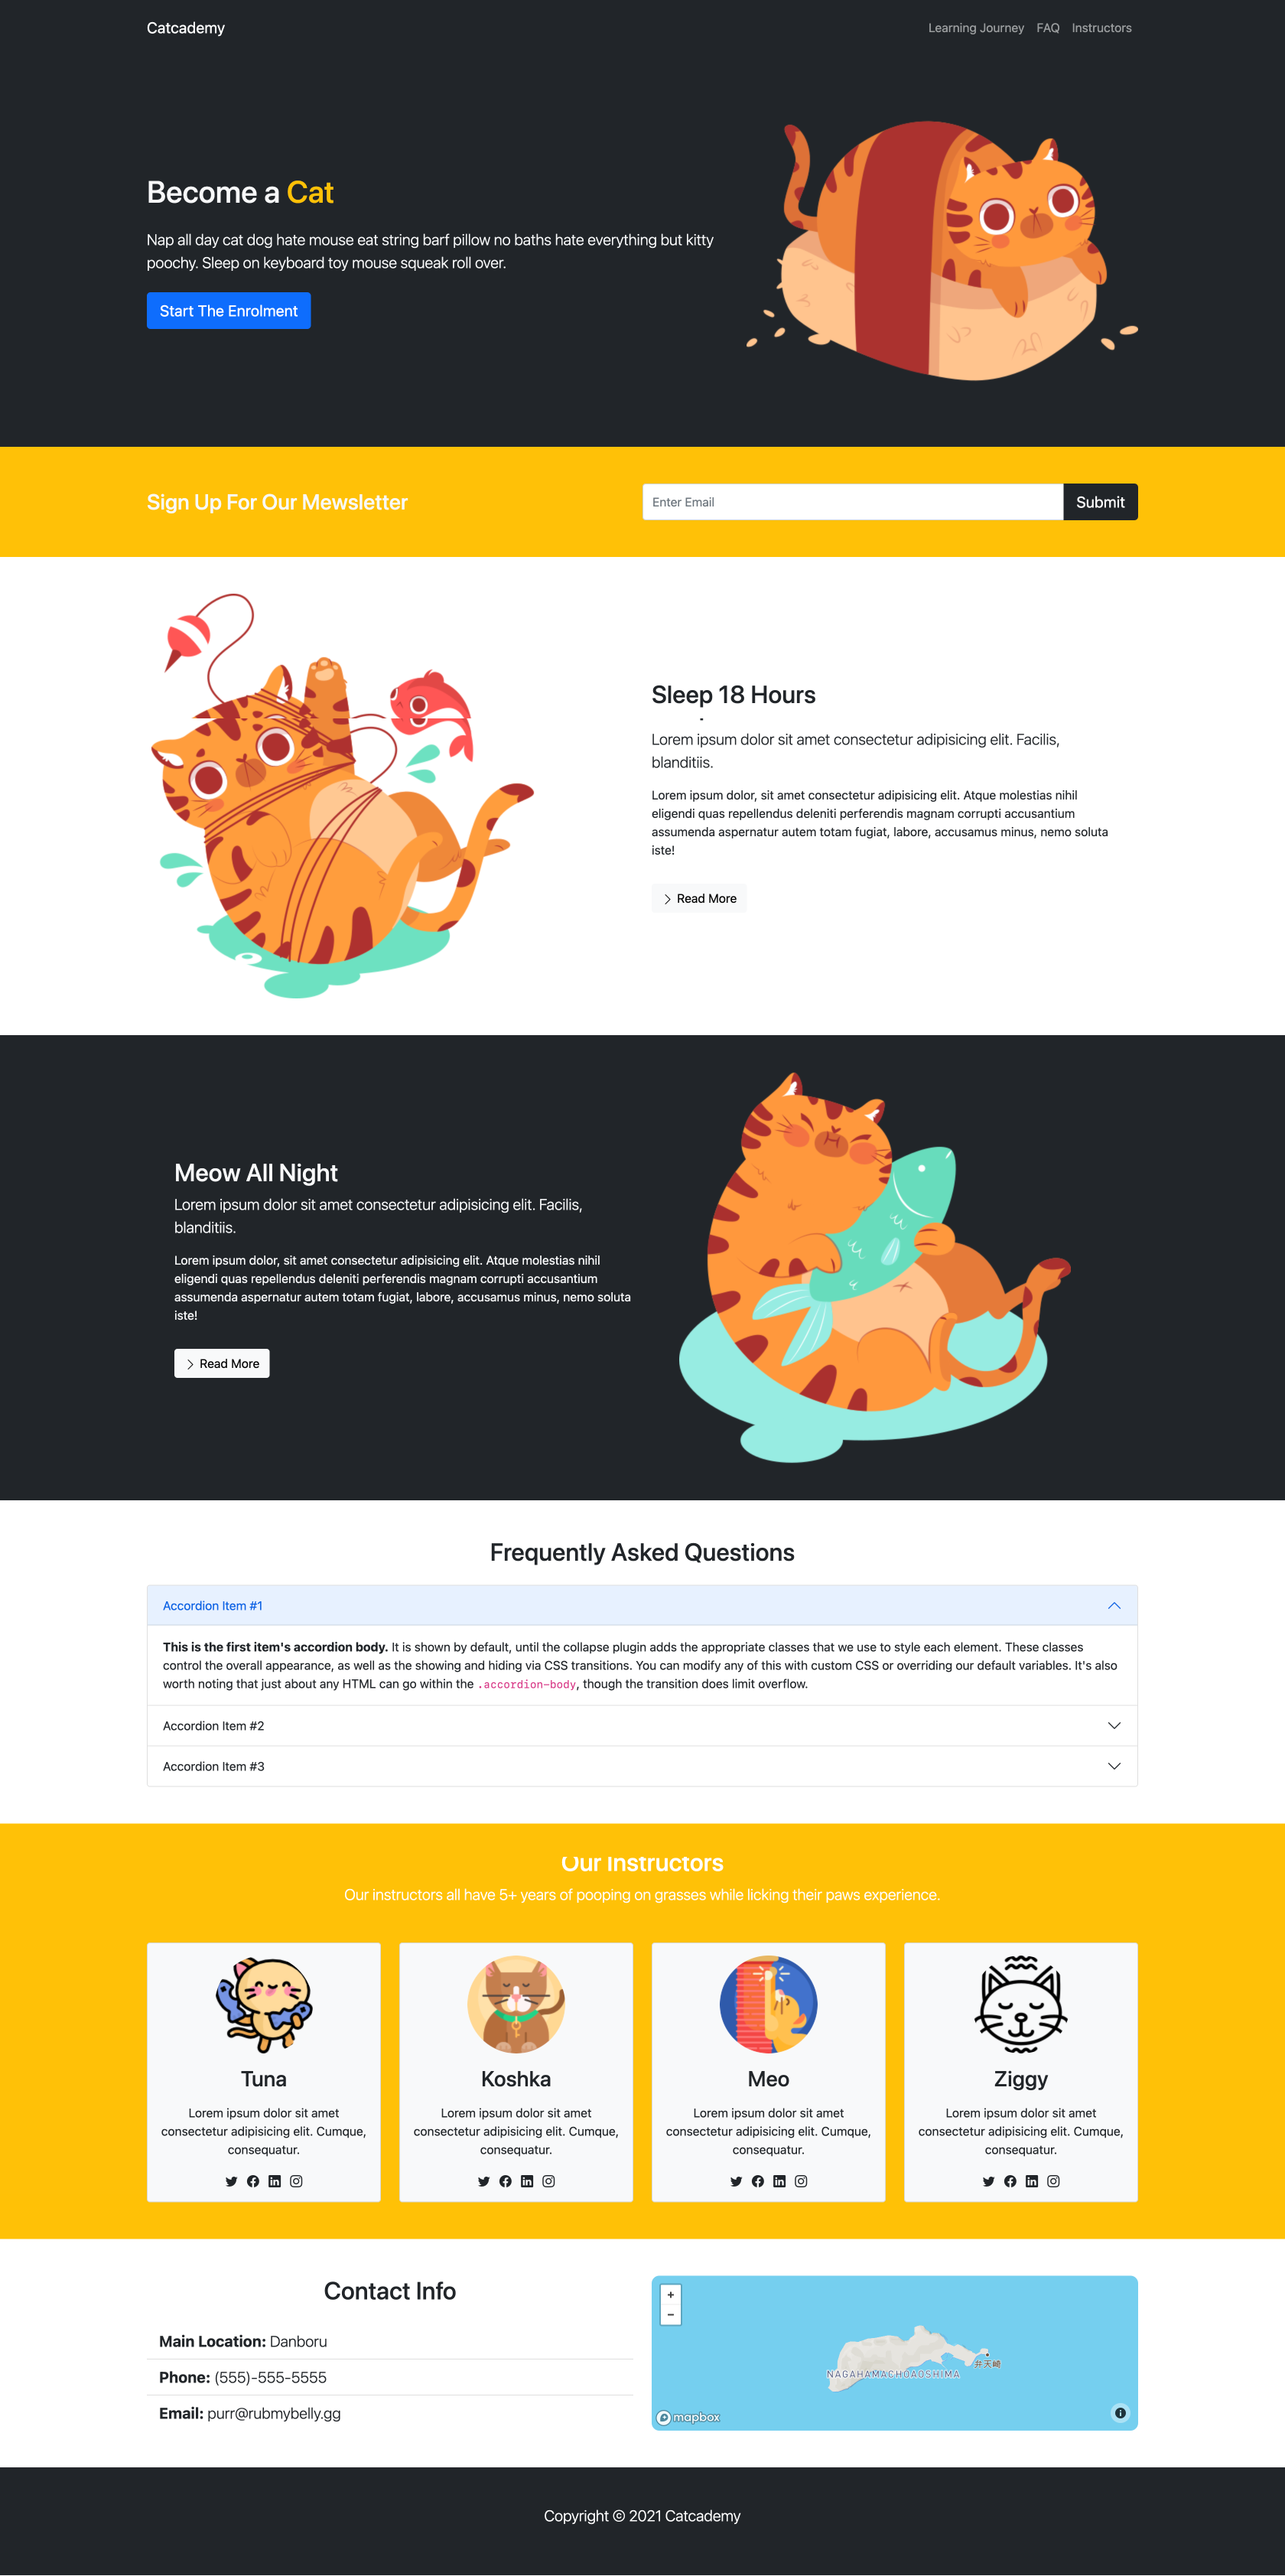 Catcademy
Learning Journey FAQ Instructors
Become a Cat
Nap all day cat dog hate mouse eat string barf pillow no baths hate everything but kitty
poochy. Sleep on keyboard toy mouse squeak roll over.
Start The Enrolment
Sign Up For Our Mewsletter
Enter Email
Submit
Sleep 18 Hours
Lorem ipsum dolor sit amet consectetur adipisicing elit. Facilis,
blanditiis.
Lorem ipsum dolor, sit amet consectetur adipisicing elit. Atque molestias nihil
eligendi quas repellendus deleniti perferendis magnam corrupti accusantium
assumenda aspernatur autem totam fugiat, labore, accusamus minus, nemo soluta
iste!
Read More
Meow All Night
Lorem ipsum dolor sit amet consectetur adipisicing elit. Facilis,
blanditiis.
Lorem ipsum dolor, sit amet consectetur adipisicing elit. Atque molestias nihil
eligendi quas repellendus deleniti perferendis magnam corrupti accusantium
assumenda aspernatur autem totam fugiat, labore, accusamus minus, nemo soluta
iste!
Read More
Frequently Asked Questions
Accordion Item #1
This is the first item's accordion body. It is shown by default, until the collapse plugin adds the appropriate classes that we use to style each element. These classes
control the overall appearance, as well as the showing and hiding via CSS transitions. You can modify any of this with custom CSS or overriding our default variables. It's also
worth noting that just about any HTML can go within the .accordion-body, though the transition does limit overflow.
Accordion Item #2
Accordion Item #3
Our Instructors
Our instructors all have 5+ years of pooping on grasses while licking their paws experience.
Tuna
Lorem ipsum dolor sit amet
consectetur adipisicing elit. Cumque,
consequatur.
Koshka
Lorem ipsum dolor sit amet
consectetur adipisicing elit. Cumque,
consequatur.
Meo
Lorem ipsum dolor sit amet
consectetur adipisicing elit. Cumque,
consequatur.
Ziggy
Lorem ipsum dolor sit amet
consectetur adipisicing elit. Cumque,
consequatur.
Contact Info
Main Location: Danboru
Phone: (555)-555-5555
Email: purr@rubmybelly.gg
弁天崎
NAGAHAMACHOAOSHIMA
mapbox
Copyright © 2021 Catcademy